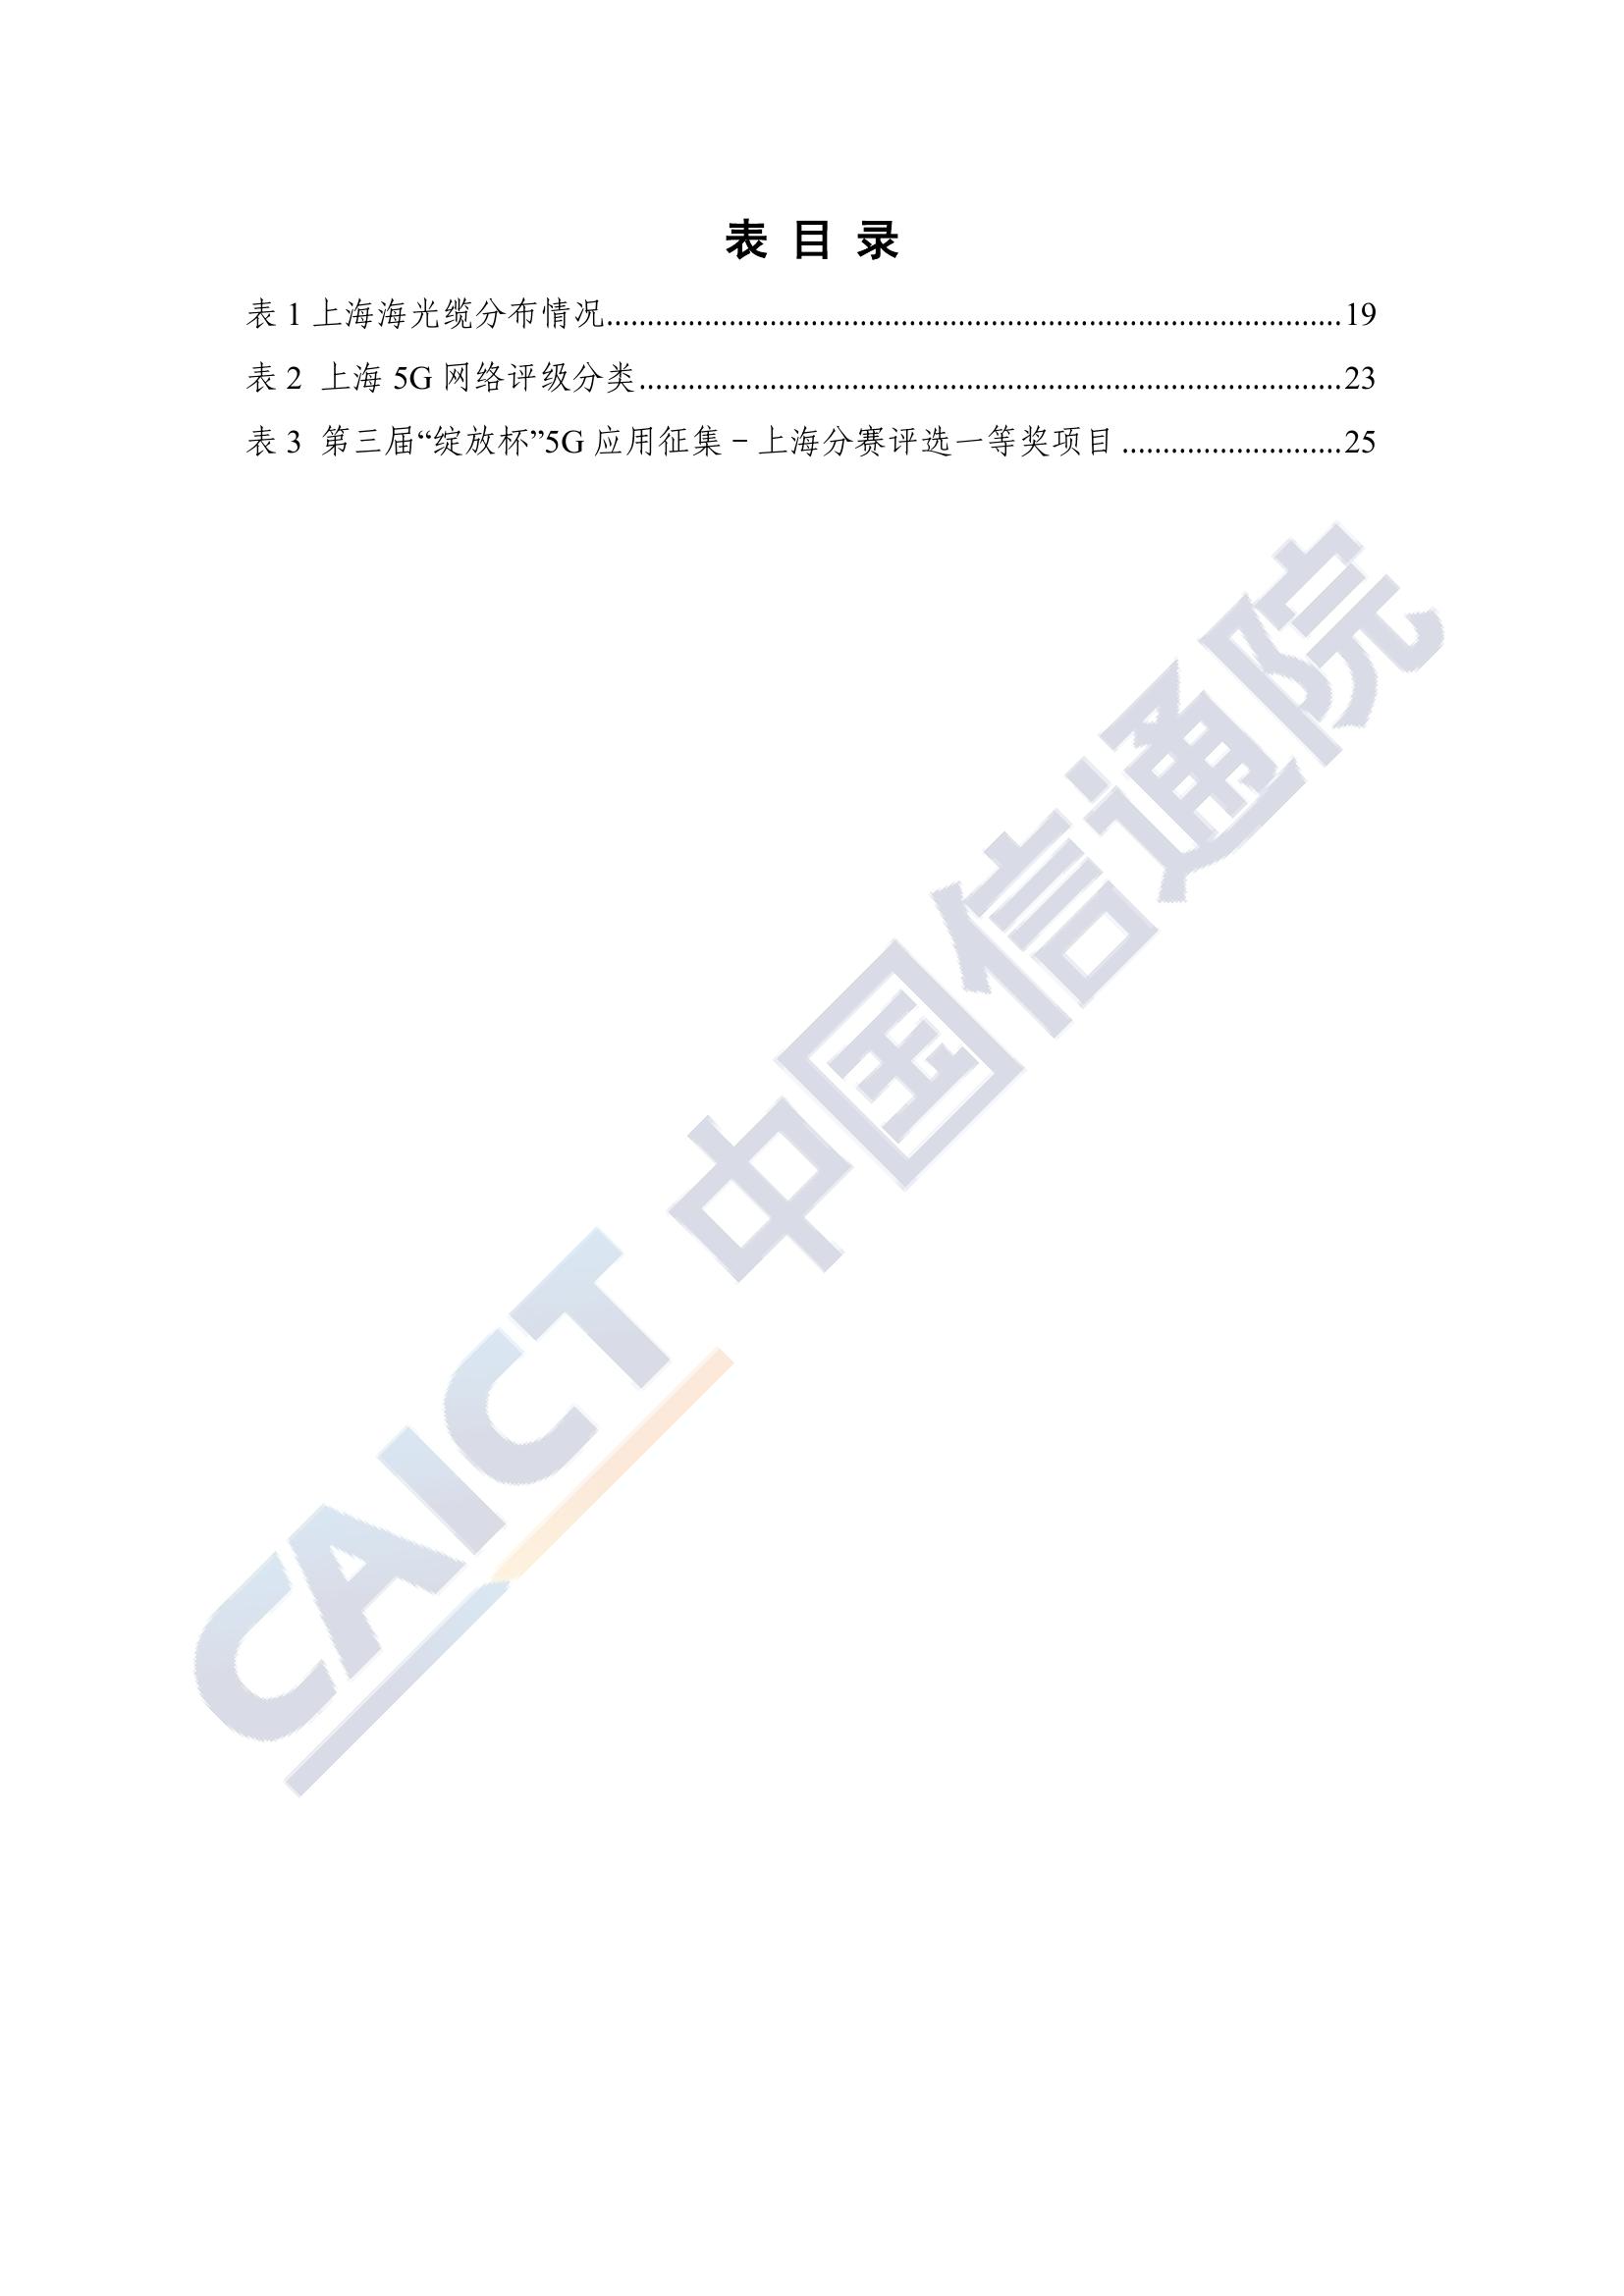 表 目 录
表 1 上海海光缆分布情况..........................................................................................19
表 2 上海 5G 网络评级分类......................................................................................23
表 3 第三届“绽放杯”5G 应用征集－上海分赛评选一等奖项目...........................25
CAICT 中国信通院